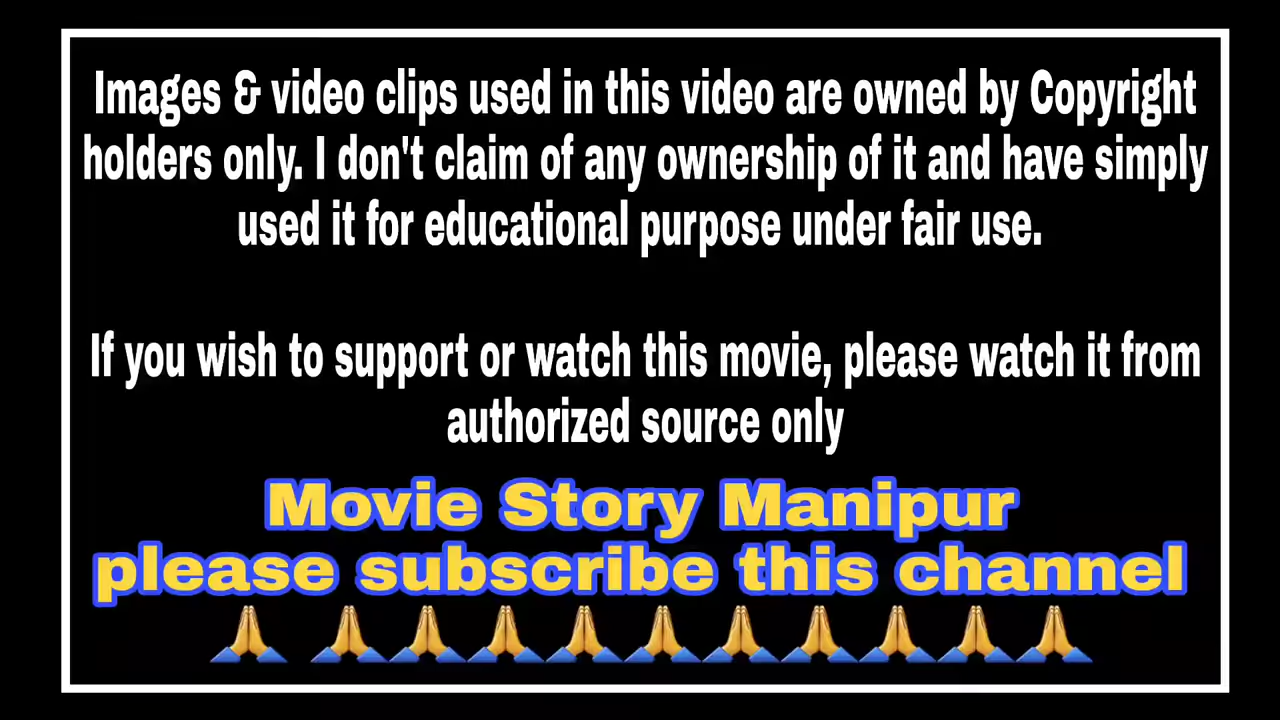 Images & video clips used in this video are owned by Copyright
holders only. I don't claim of any ownership of it and have simply
used it for educational purpose under fair use.
If you wish to support or watch this movie, please watch it from
authorized source only
Movie Story Manipur
please subscribe this channel
🙏 🙏🙏🙏🙏🙏🙏🙏🙏🙏🙏